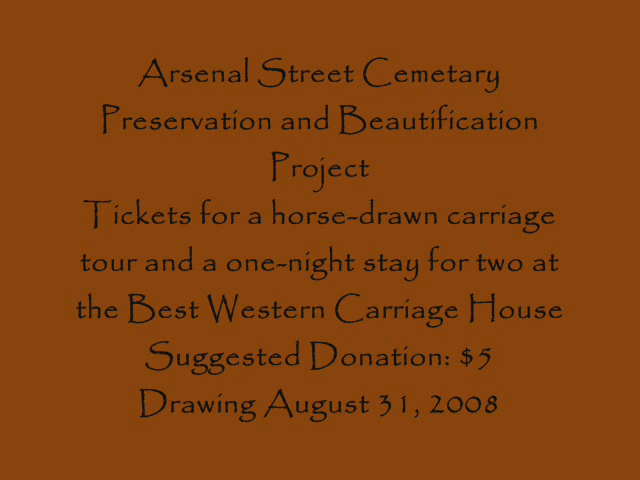 Arsenal Street Cemetary
Preservation and Beautification
Project
Tickets for a horse-drawn carriage
tour and a one-night stay for two at
the Best Western Carriage House
Suggested Donation: $5
Drawing August 31, 2008